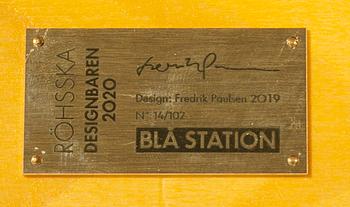 RÖHSSKA
DESIGNBAREN
2020
Design: Fredrik Paulsen 2019
N° 14/102
BLÅ STATION